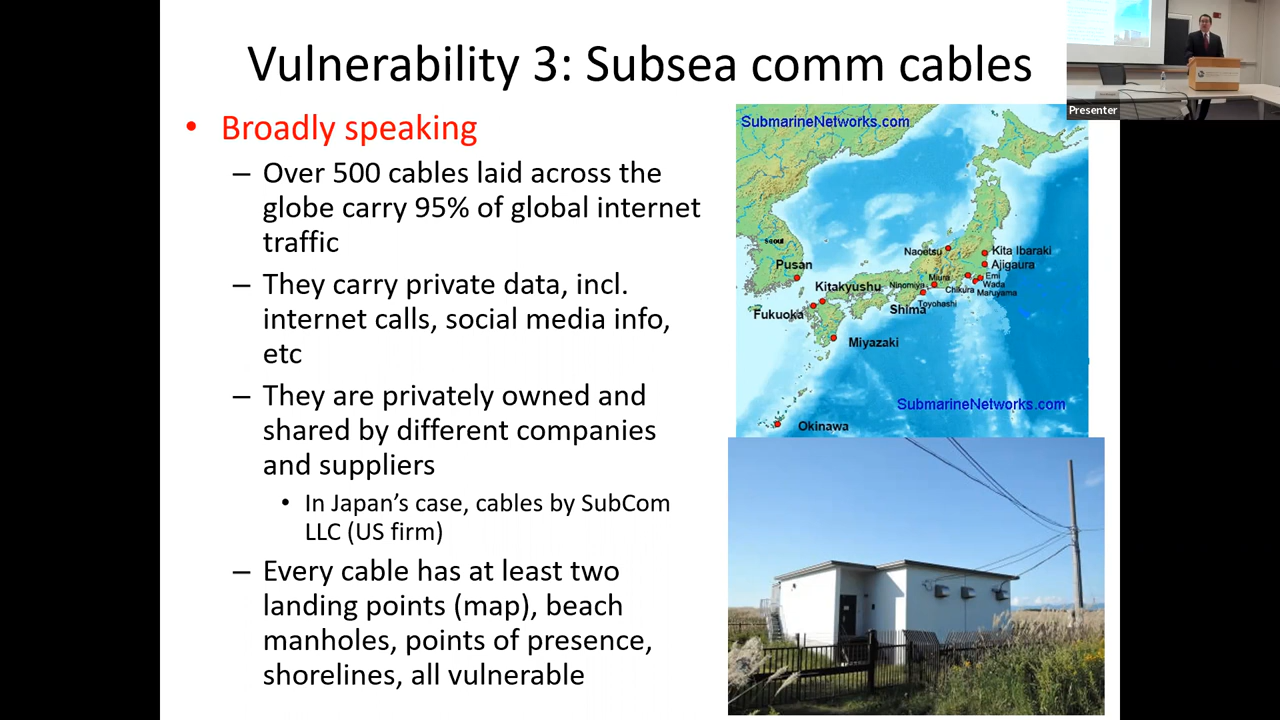 Vulnerability 3: Subsea comm cables
Presenter
• Broadly speaking
– Over 500 cables laid across the
globe carry 95% of global internet
traffic
– They carry private data, incl.
internet calls, social media info,
etc
– They are privately owned and
shared by different companies
and suppliers
• In Japan's case, cables by SubCom
LLC (US firm)
– Every cable has at least two
landing points (map), beach
manholes, points of presence,
shorelines, all vulnerable
SubmarineNetworks.com
Seoul
Pusan
Naoetsu
Kita Ibaraki
Ajigaura
Kitakyushu
Ninomiya
Miura
Emi
Chikura
Wada
Maruyama
Fukuoka
Shima
Toyohashi
Miyazaki
SubmarineNetworks.com
Okinawa